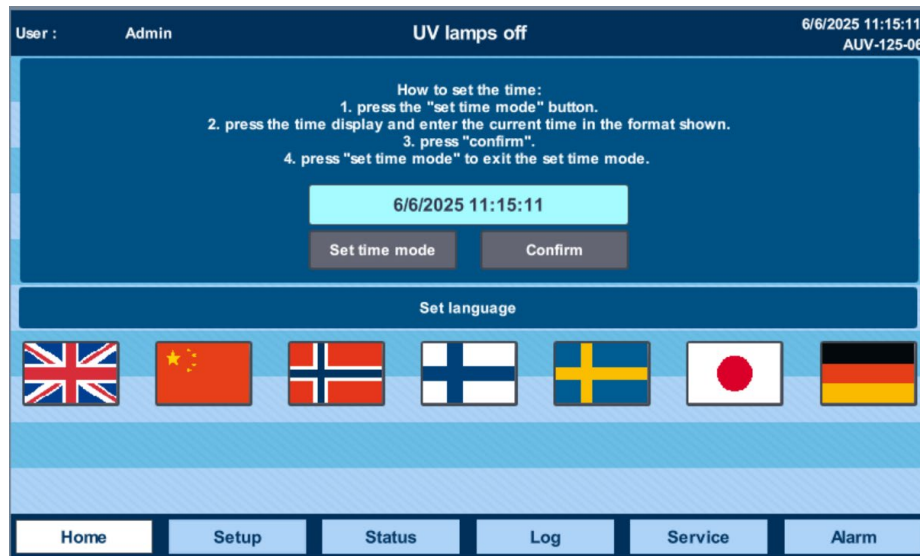 User : Admin UV lamps off 6/6/2025 11:15:11
AUV-125-06
How to set the time:
1. press the "set time mode" button.
2. press the time display and enter the current time in the format shown.
3. press "confirm".
4. press "set time mode" to exit the set time mode.
6/6/2025 11:15:11
Set time mode Confirm
Set language
Home Setup Status Log Service Alarm